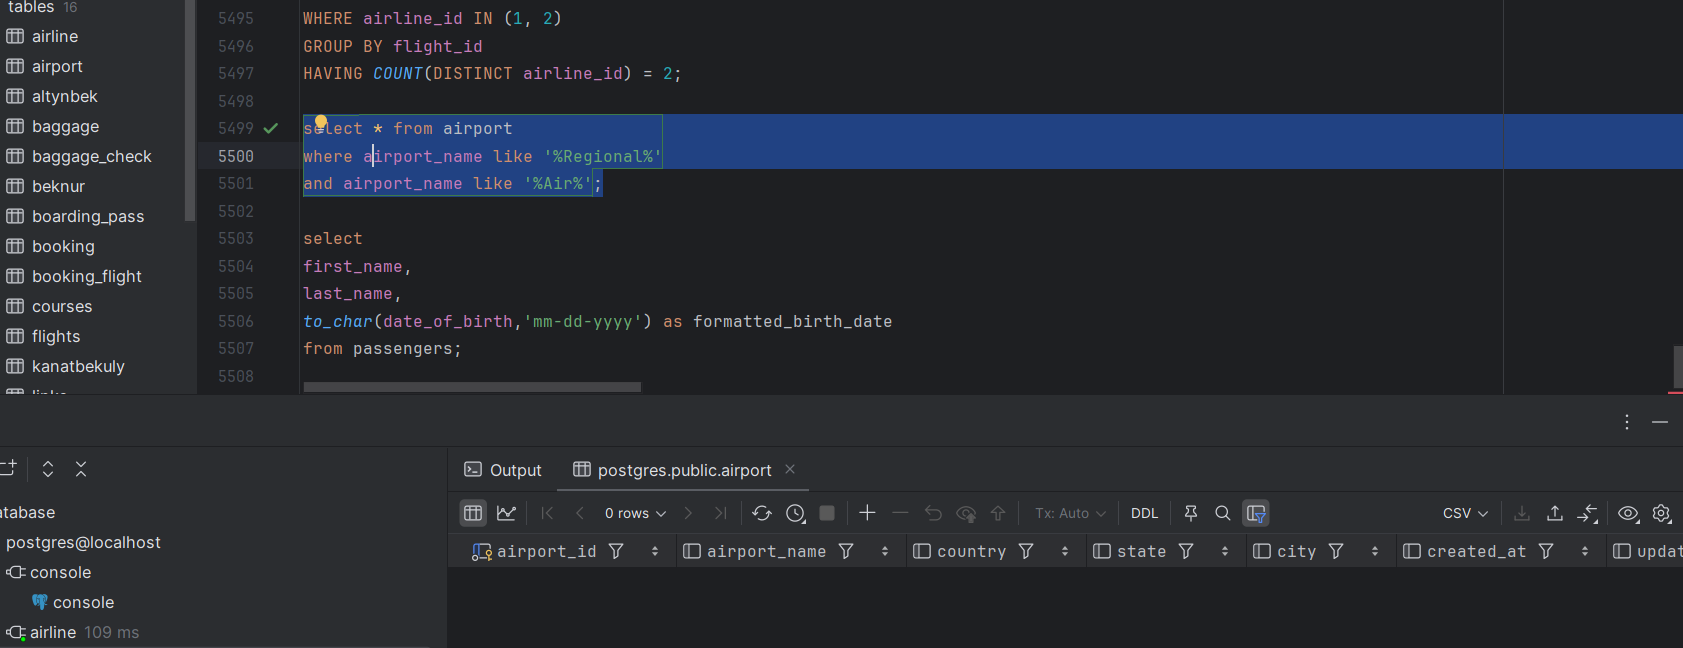 tables 16
airline
airport
altynbek
baggage
baggage_check
beknur
boarding_pass
booking
booking_flight
courses
flights
kanatbekuly
5495 WHERE airline_id IN (1, 2)
5496 GROUP BY flight_id
5497 HAVING COUNT(DISTINCT airline_id) = 2;
5498
5499 select * from airport
5500 where airport_name like '%Regional%'
5501 and airport_name like '%Air%';
5502
5503 select
5504 first_name,
5505 last_name,
5506 to_char(date_of_birth,'mm-dd-yyyy') as formatted_birth_date
5507 from passengers;
5508
atabase
postgres@localhost
console
console
airline 109 ms
Output postgres.public.airport
0 rows Tx: Auto DDL CSV
airport_id airport_name country state city created_at updat